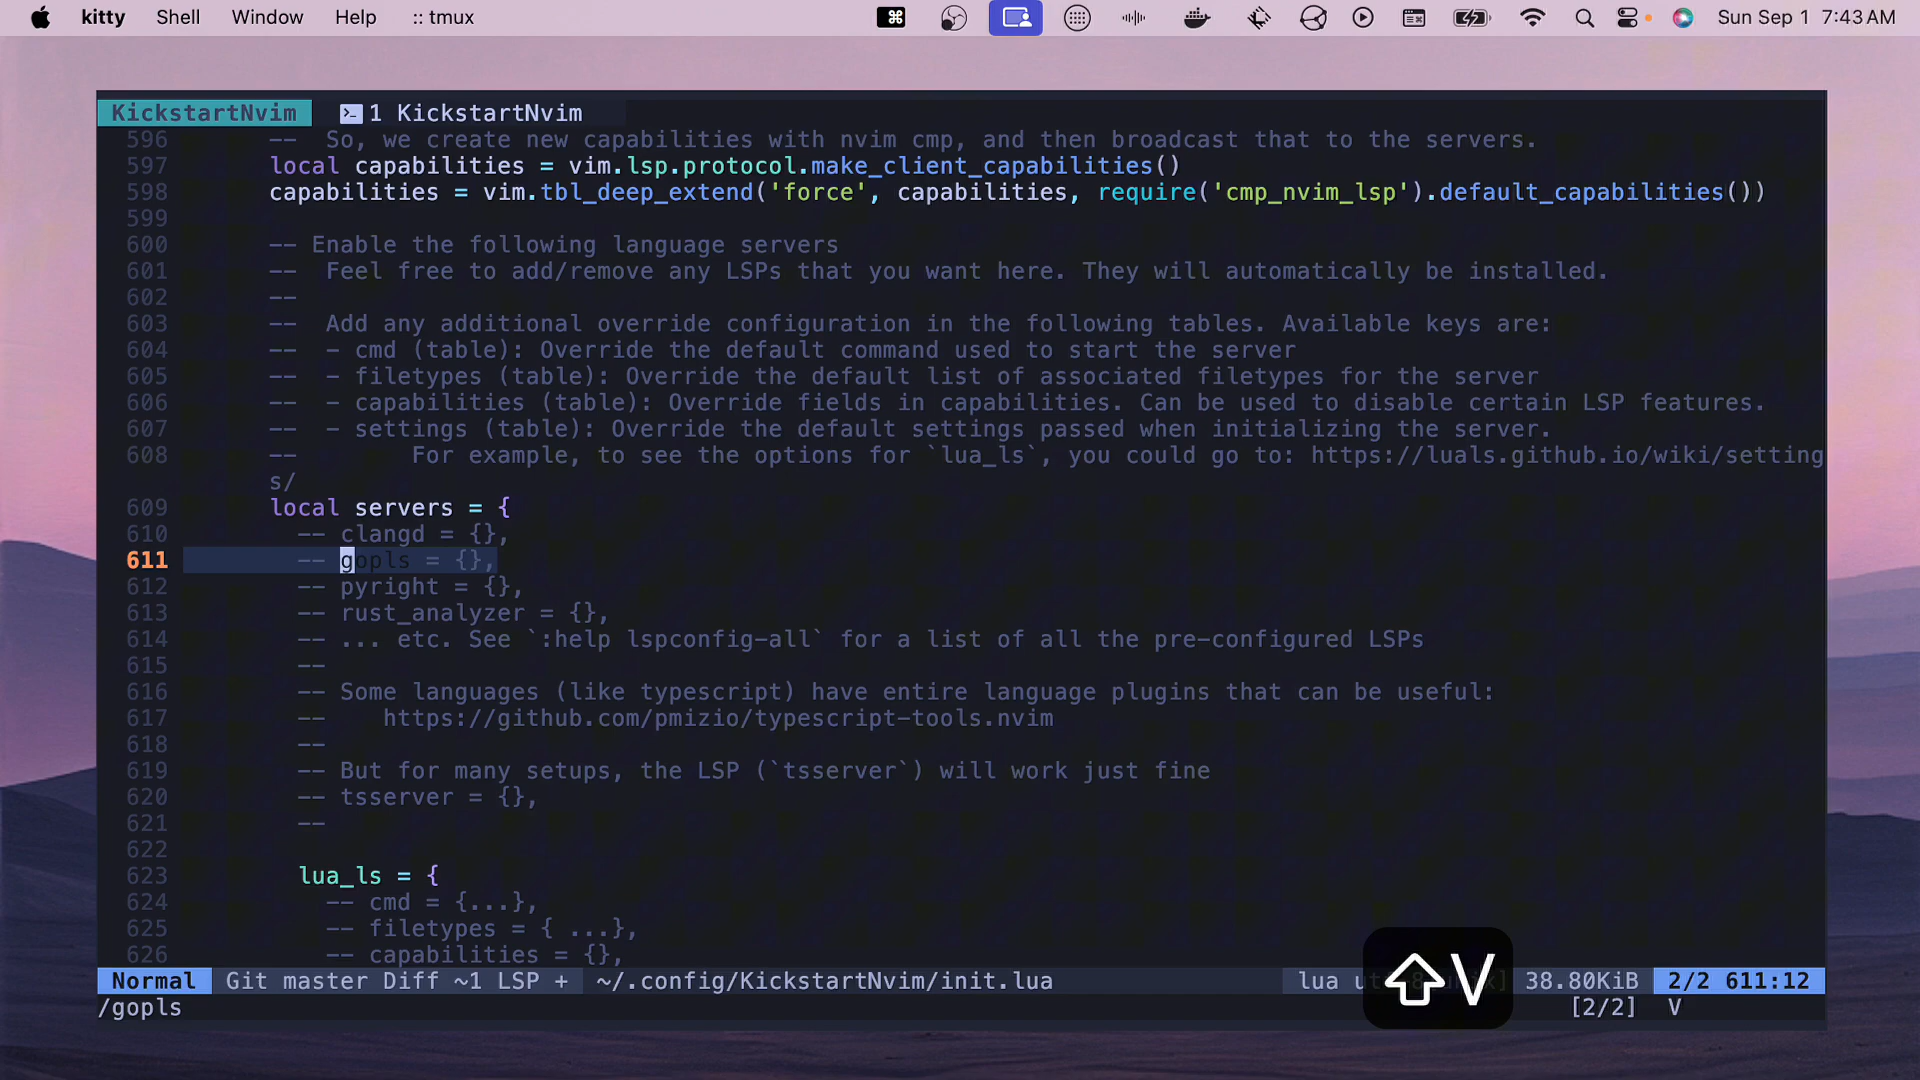 kitty Shell Window Help :: tmux Sun Sep 1 7:43 AM
KickstartNvim 1 KickstartNvim
596 -- So, we create new capabilities with nvim cmp, and then broadcast that to the servers.
597 local capabilities = vim.lsp.protocol.make_client_capabilities()
598 capabilities = vim.tbl_deep_extend('force', capabilities, require('cmp_nvim_lsp').default_capabilities())
599
600 -- Enable the following language servers
601 --  Feel free to add/remove any LSPs that you want here. They will automatically be installed.
602 --
603 --  Add any additional override configuration in the following tables. Available keys are:
604 --  - cmd (table): Override the default command used to start the server
605 --  - filetypes (table): Override the default list of associated filetypes for the server
606 --  - capabilities (table): Override fields in capabilities. Can be used to disable certain LSP features.
607 --  - settings (table): Override the default settings passed when initializing the server.
608 --        For example, to see the options for `lua_ls`, you could go to: https://luals.github.io/wiki/setting
s/
609 local servers = {
610 -- clangd = {},
611 -- gopls = {},
612 -- pyright = {},
613 -- rust_analyzer = {},
614 -- ... etc. See `:help lspconfig-all` for a list of all the pre-configured LSPs
615 --
616 -- Some languages (like typescript) have entire language plugins that can be useful:
617 --    https://github.com/pmizio/typescript-tools.nvim
618 --
619 -- But for many setups, the LSP (`tsserver`) will work just fine
620 -- tsserver = {},
621 --
622
623 lua_ls = {
624 -- cmd = {...},
625 -- filetypes = { ...},
626 -- capabilities = {},
Normal Git master Diff ~1 LSP + ~/.config/KickstartNvim/init.lua lua 38.80KiB 2/2 611:12
/gopls [2/2] V
⇧V